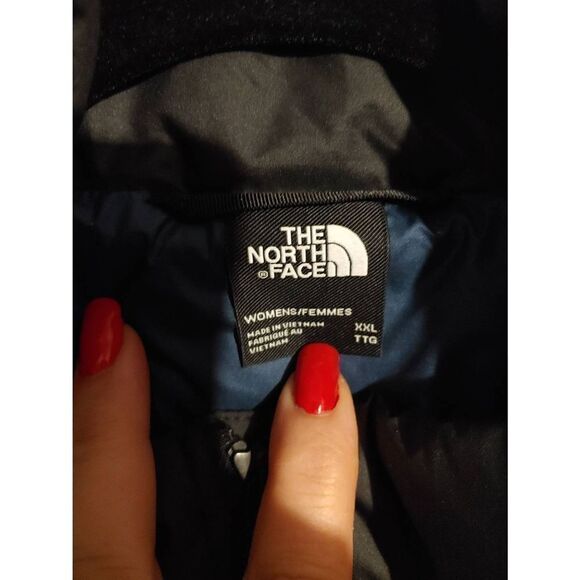 THE
NORTH
®FACE
WOMENS/FEMMES
MADE IN VIETNAM XXL
FABRIQUÉ AU TTG
VIETNAM